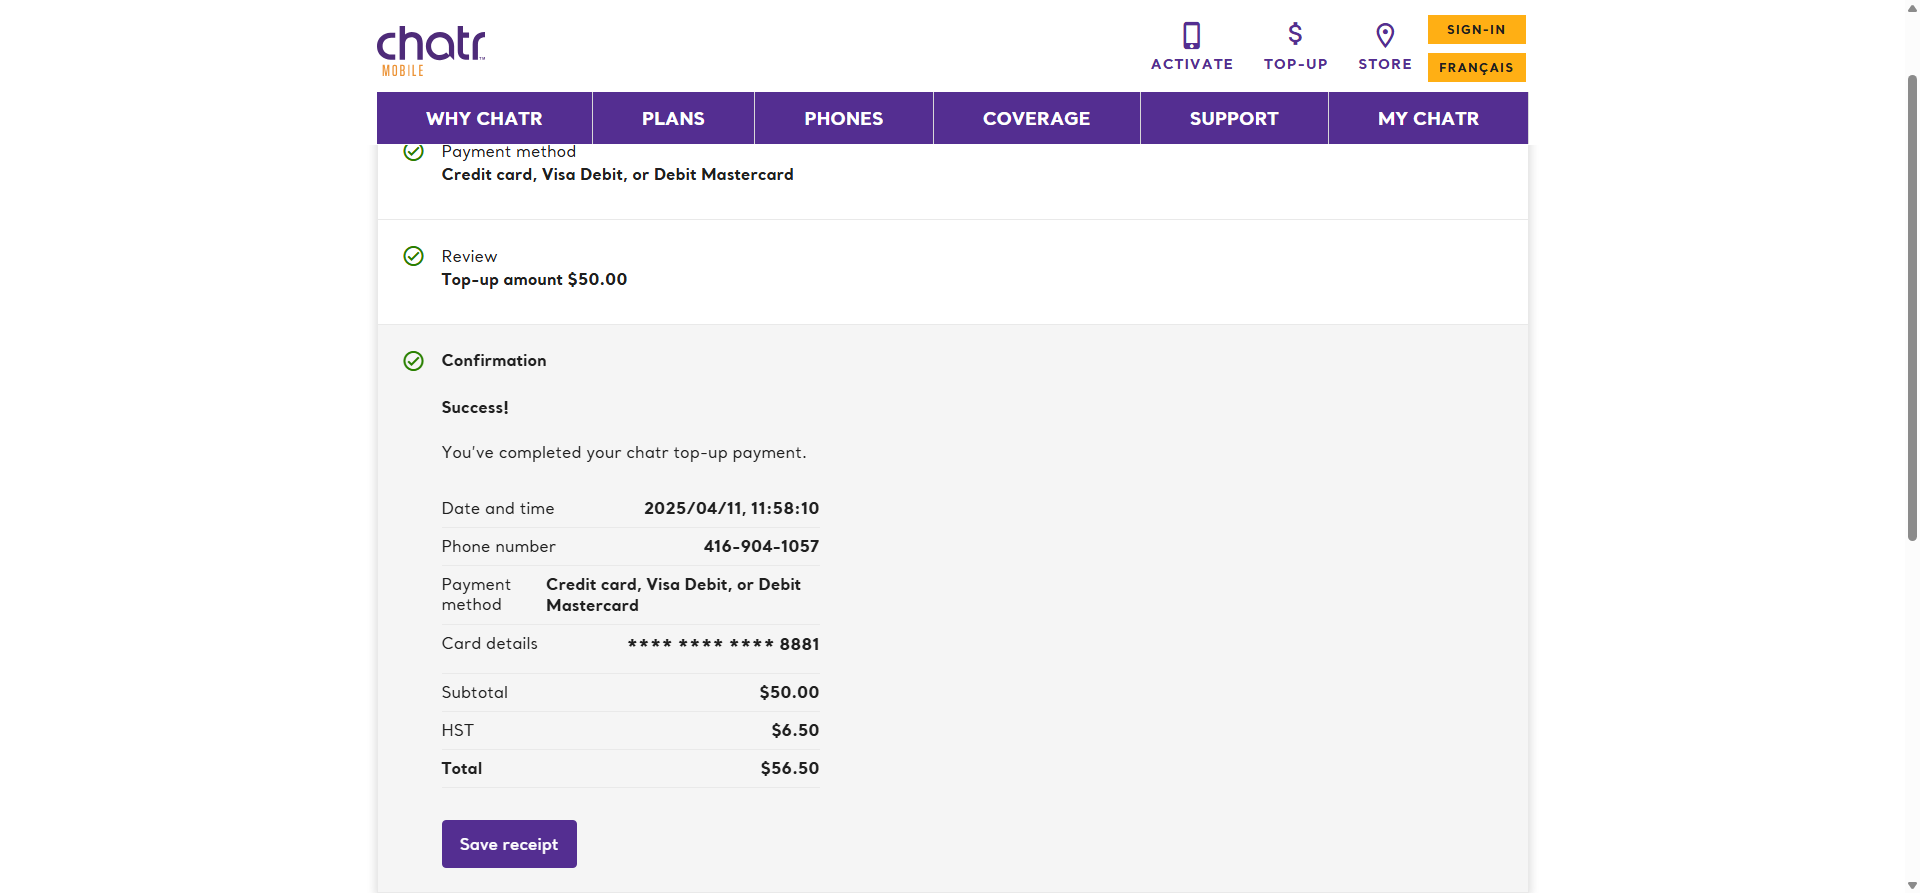 chatr
MOBILE
ACTIVATE
TOP-UP
STORE
SIGN-IN
FRANÇAIS
WHY CHATR
PLANS
PHONES
COVERAGE
SUPPORT
MY CHATR
Payment method
Credit card, Visa Debit, or Debit Mastercard
Review
Top-up amount $50.00
Confirmation
Success!
You've completed your chatr top-up payment.
Date and time 2025/04/11, 11:58:10
Phone number 416-904-1057
Payment method Credit card, Visa Debit, or Debit Mastercard
Card details **** **** **** 8881
Subtotal $50.00
HST $6.50
Total $56.50
Save receipt